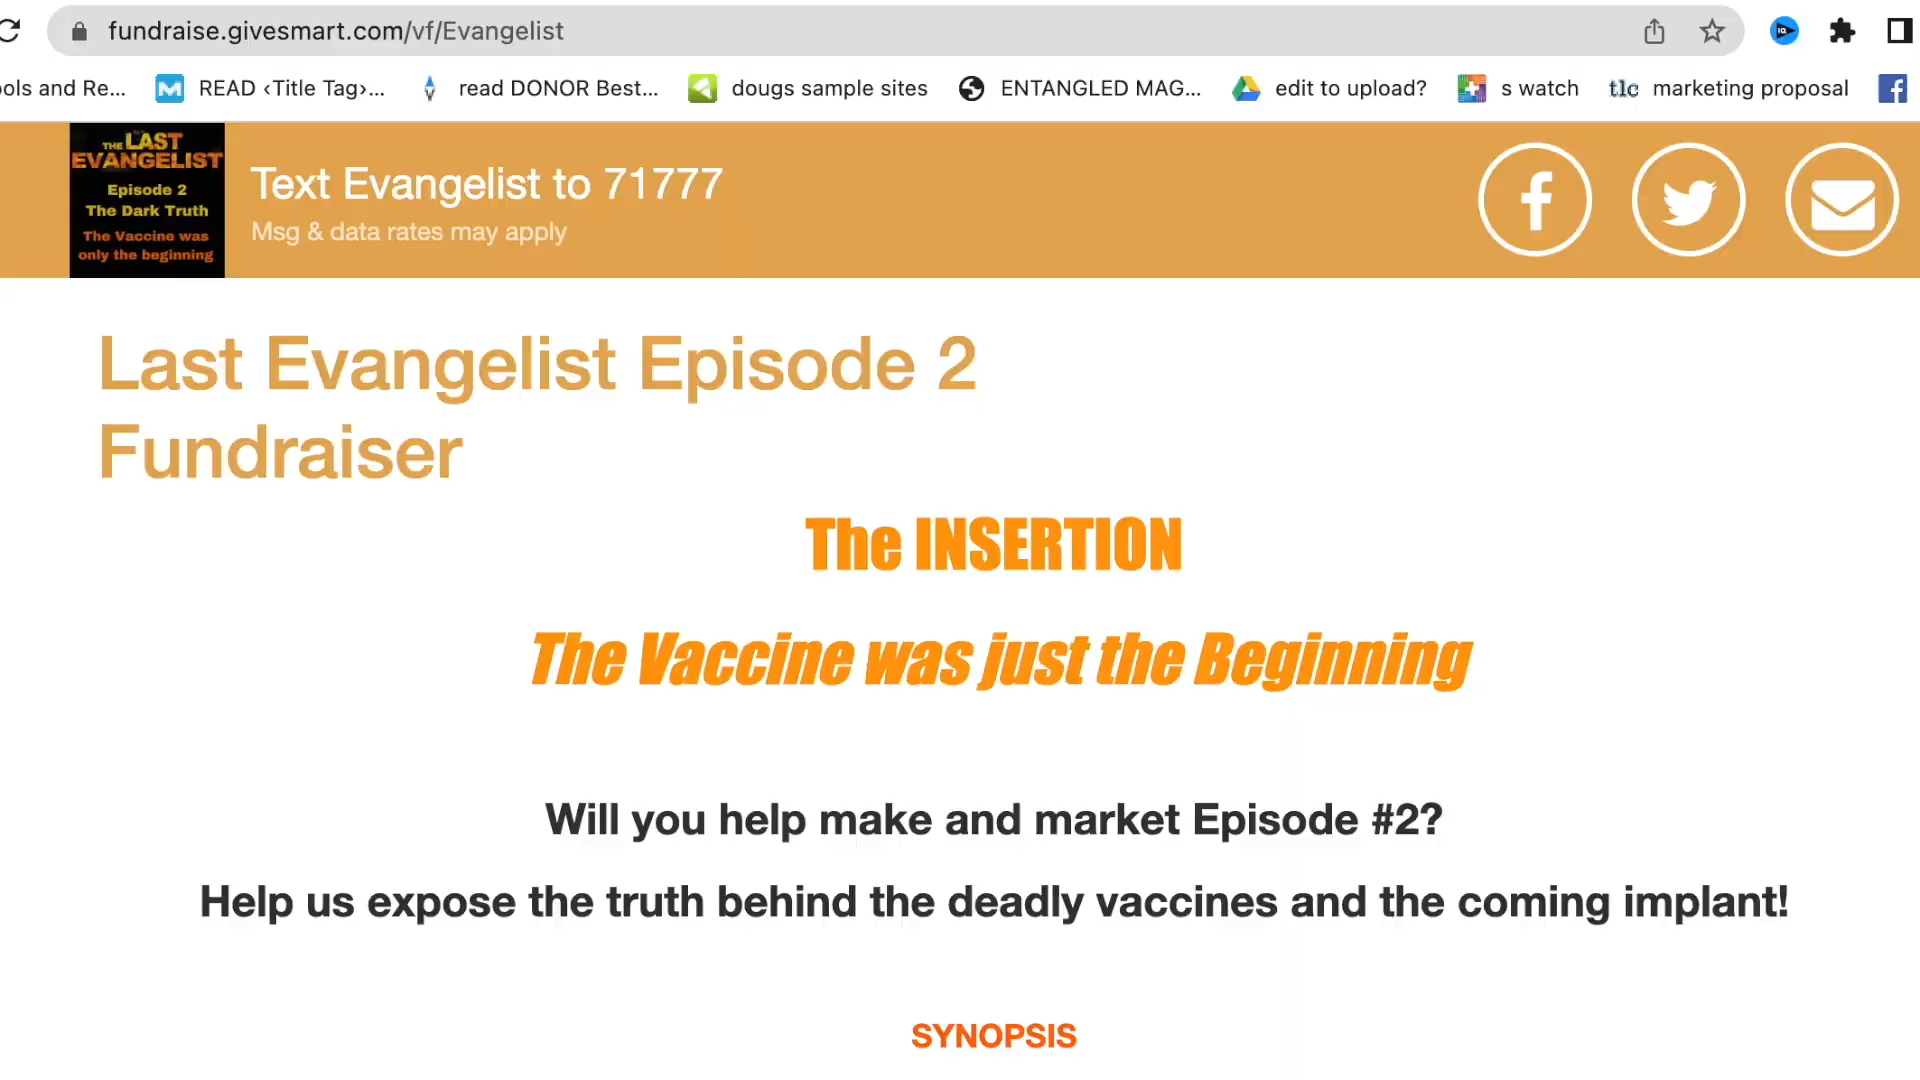 fundraise.givesmart.com/vf/Evangelist
ols and Re... READ <Title Tag>... read DONOR Best... dougs sample sites ENTANGLED MAG... edit to upload? s watch tlc marketing proposal
THE LAST
EVANGELIST
Episode 2
The Dark Truth
The Vaccine was
only the beginning
Text Evangelist to 71777
Msg & data rates may apply
Last Evangelist Episode 2
Fundraiser
The INSERTION
The Vaccine was just the Beginning
Will you help make and market Episode #2?
Help us expose the truth behind the deadly vaccines and the coming implant!
SYNOPSIS